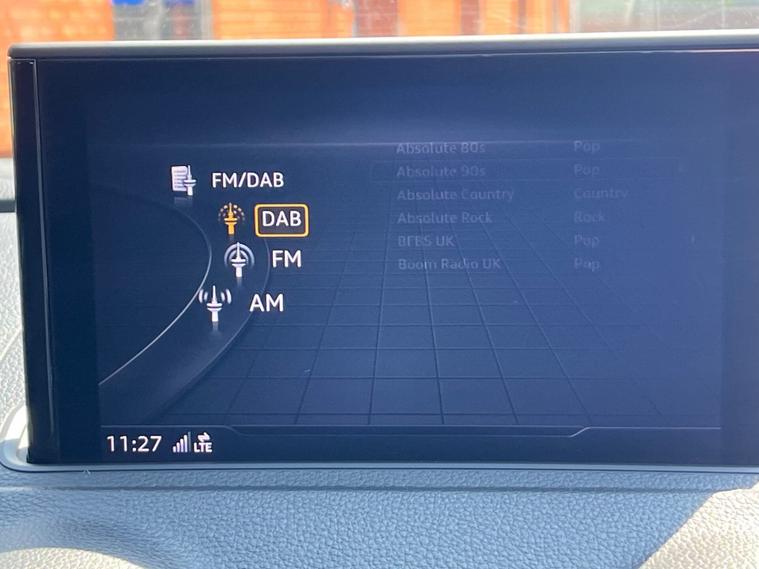 Absolute 80s Pop
Absolute 90s Pop
Absolute Country Country
Absolute Rock Rock
BFBS UK Pop
Boom Radio UK Pop
FM/DAB
DAB
FM
AM
11:27 LTE